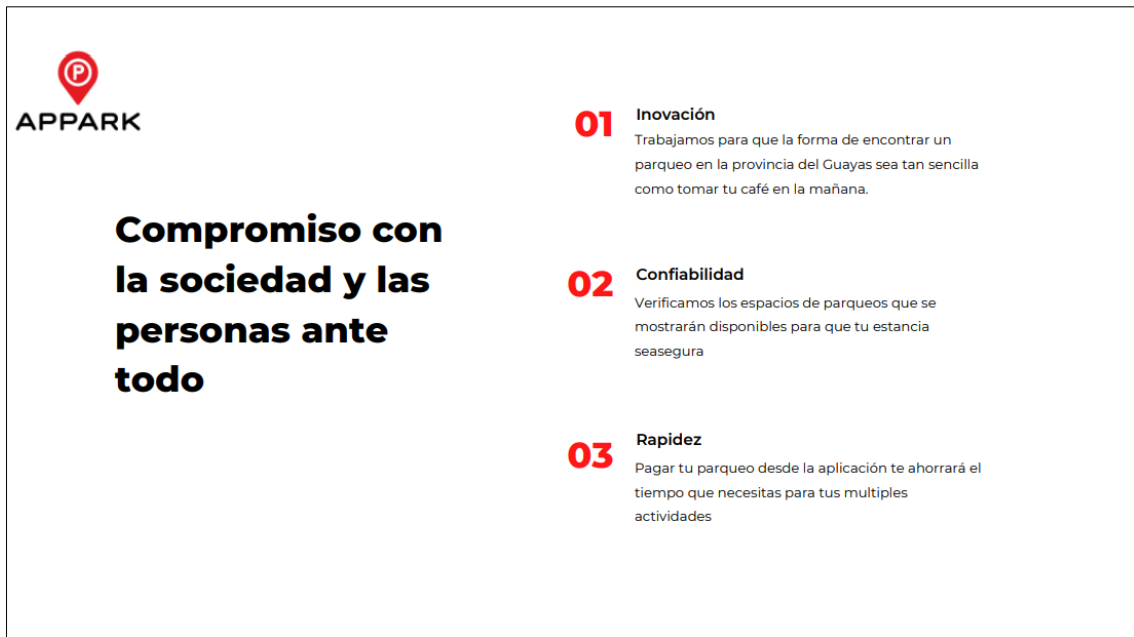 P
APPARK
Compromiso con
la sociedad y las
personas ante
todo
01
Inovación
Trabajamos para que la forma de encontrar un
parqueo en la provincia del Guayas sea tan sencilla
como tomar tu café en la mañana.
02
Confiabilidad
Verificamos los espacios de parqueos que se
mostrarán disponibles para que tu estancia
seasegura
03
Rapidez
Pagar tu parqueo desde la aplicación te ahorrará el
tiempo que necesitas para tus multiples
actividades